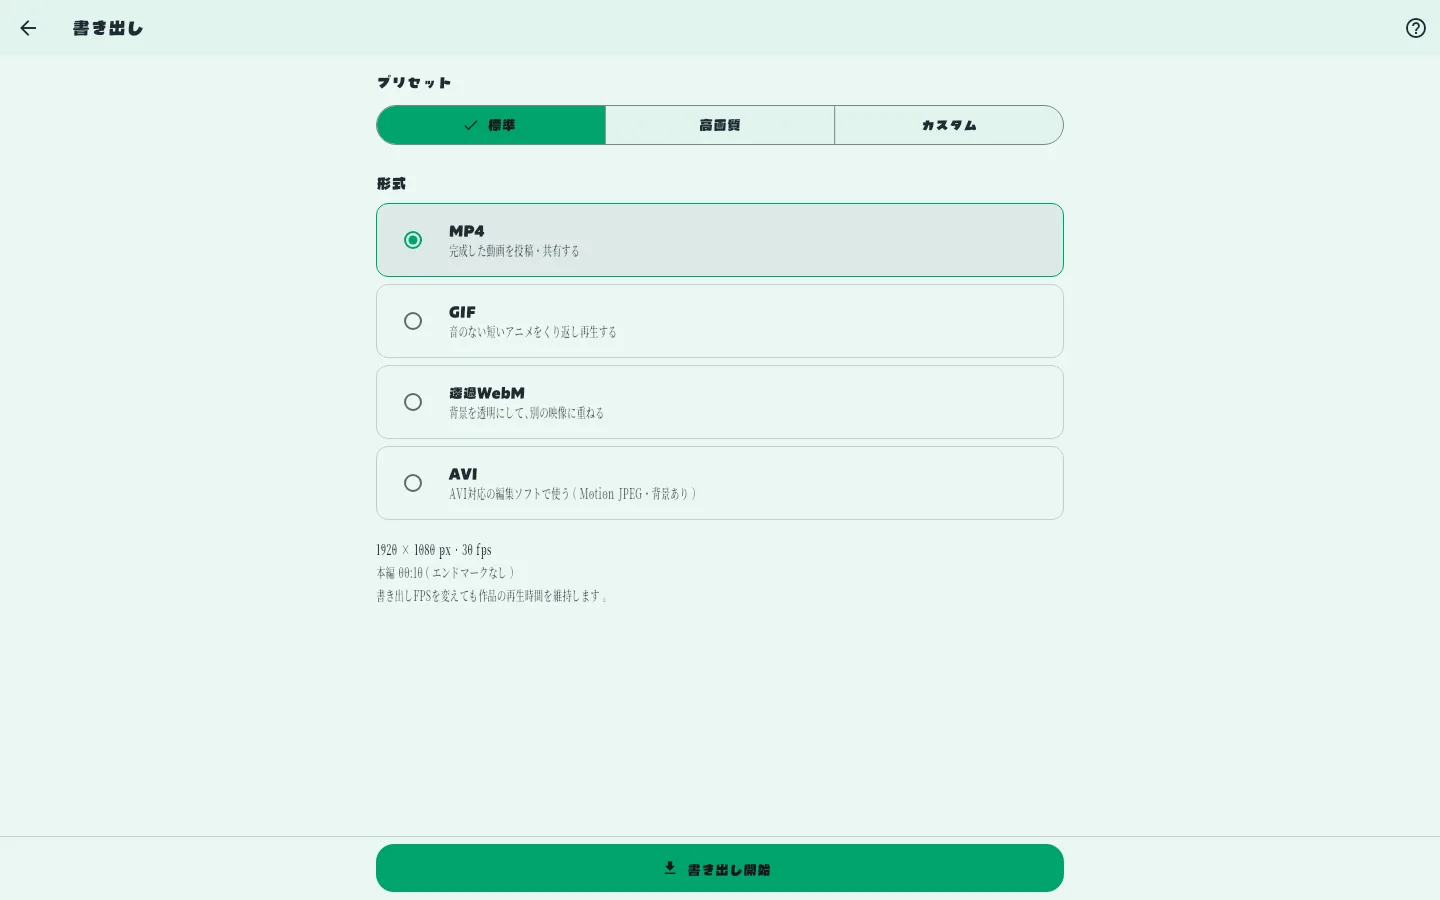 書き出し
プリセット
標準
高画質
カスタム
形式
MP4
完成した動画を投稿・共有する
GIF
音のない短いアニメをくり返し再生する
透過WebM
背景を透明にして、別の映像に重ねる
AVI
AVI対応の編集ソフトで使う（Motion JPEG・背景あり）
1920 × 1080 px · 30 fps
本編 00:10（エンドマークなし）
書き出しFPSを変えても作品の再生時間を維持します。
書き出し開始